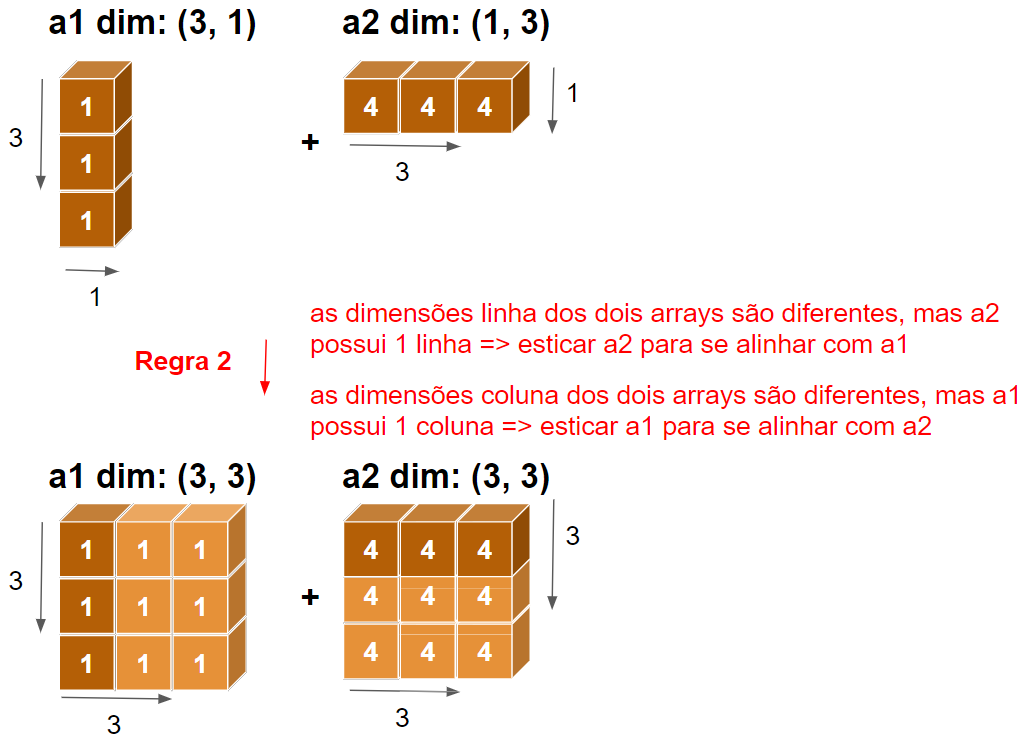 a1 dim: (3, 1)
a2 dim: (1, 3)
3
1
1
1
1
+
4 4 4
3
1
Regra 2
as dimensões linha dos dois arrays são diferentes, mas a2
possui 1 linha => esticar a2 para se alinhar com a1
as dimensões coluna dos dois arrays são diferentes, mas a1
possui 1 coluna => esticar a1 para se alinhar com a2
a1 dim: (3, 3)
a2 dim: (3, 3)
3
1 1 1
1 1 1
1 1 1
3
+
4 4 4
4 4 4
4 4 4
3
3